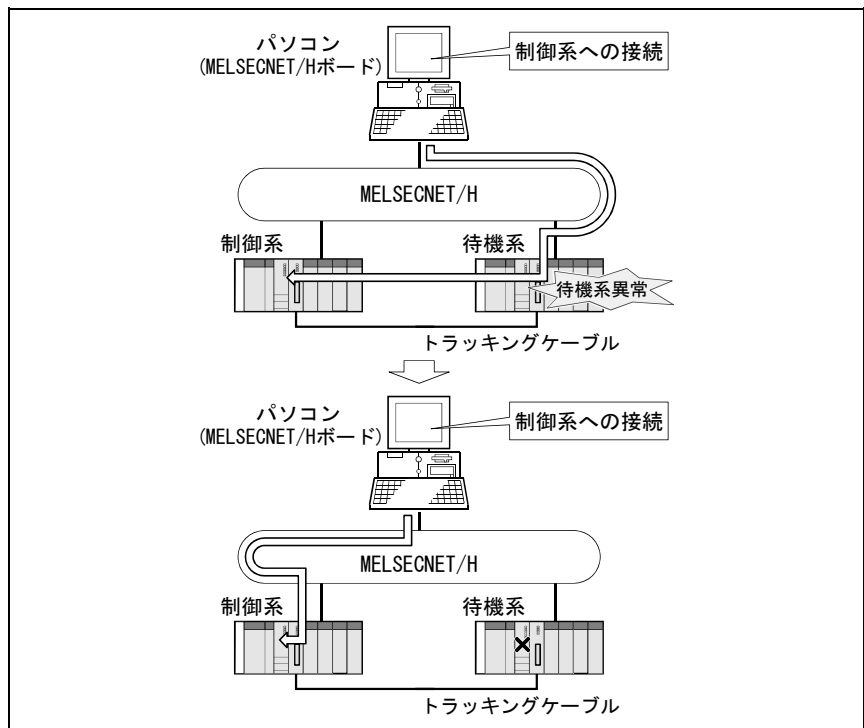 パソコン
(MELSECNET/Hボード)
制御系への接続
MELSECNET/H
制御系
待機系
待機系異常
トラッキングケーブル
パソコン
(MELSECNET/Hボード)
制御系への接続
MELSECNET/H
制御系
待機系
トラッキングケーブル